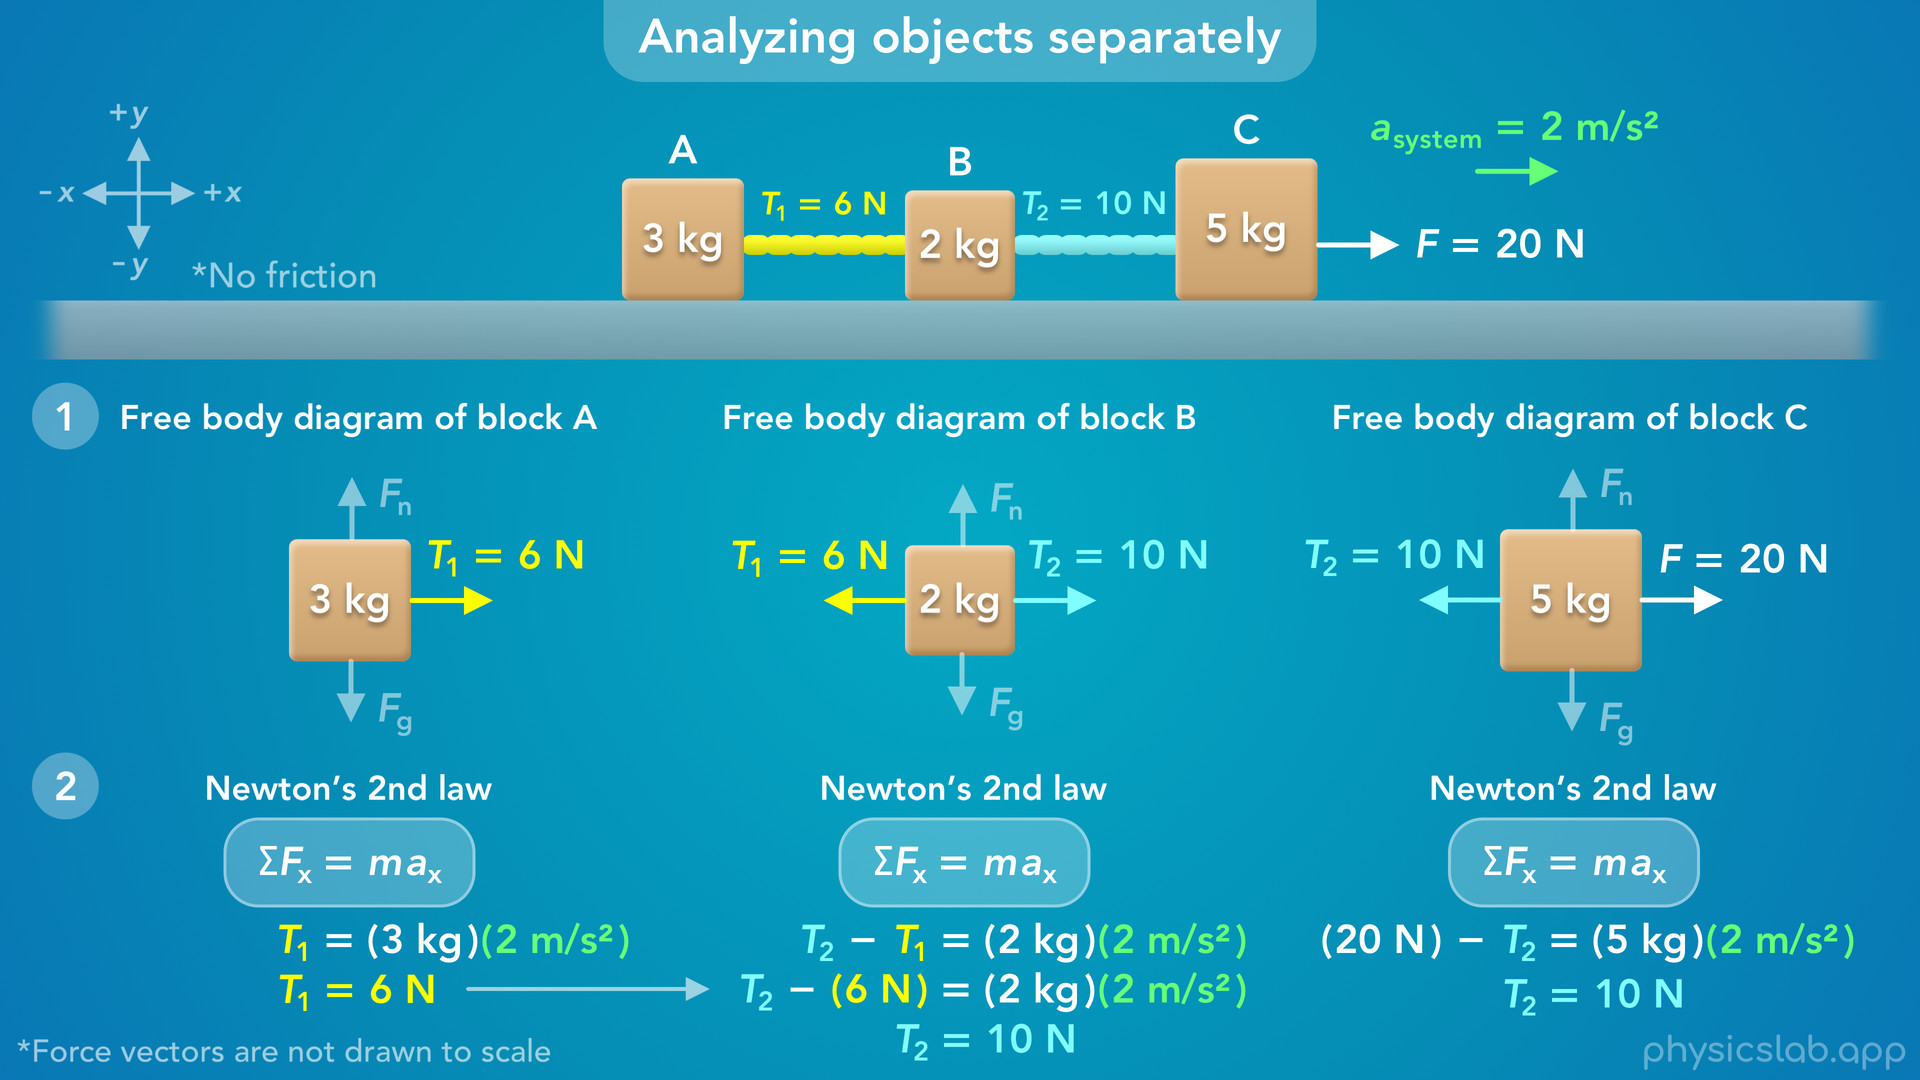 Analyzing objects separately
+y
-x
+x
-y
*No friction
A
B
C
3 kg
T₁ = 6 N
2 kg
T₂ = 10 N
5 kg
a_system = 2 m/s²
F = 20 N
1
Free body diagram of block A
Free body diagram of block B
Free body diagram of block C
Fₙ
T₁ = 6 N
3 kg
F_g
Fₙ
T₁ = 6 N
T₂ = 10 N
2 kg
F_g
Fₙ
T₂ = 10 N
F = 20 N
5 kg
F_g
2
Newton’s 2nd law
ΣFₓ = maₓ
T₁ = (3 kg)(2 m/s²)
T₁ = 6 N
Newton’s 2nd law
ΣFₓ = maₓ
T₂ − T₁ = (2 kg)(2 m/s²)
T₂ − (6 N) = (2 kg)(2 m/s²)
T₂ = 10 N
Newton’s 2nd law
ΣFₓ = maₓ
(20 N) − T₂ = (5 kg)(2 m/s²)
T₂ = 10 N
*Force vectors are not drawn to scale
physicslab.app